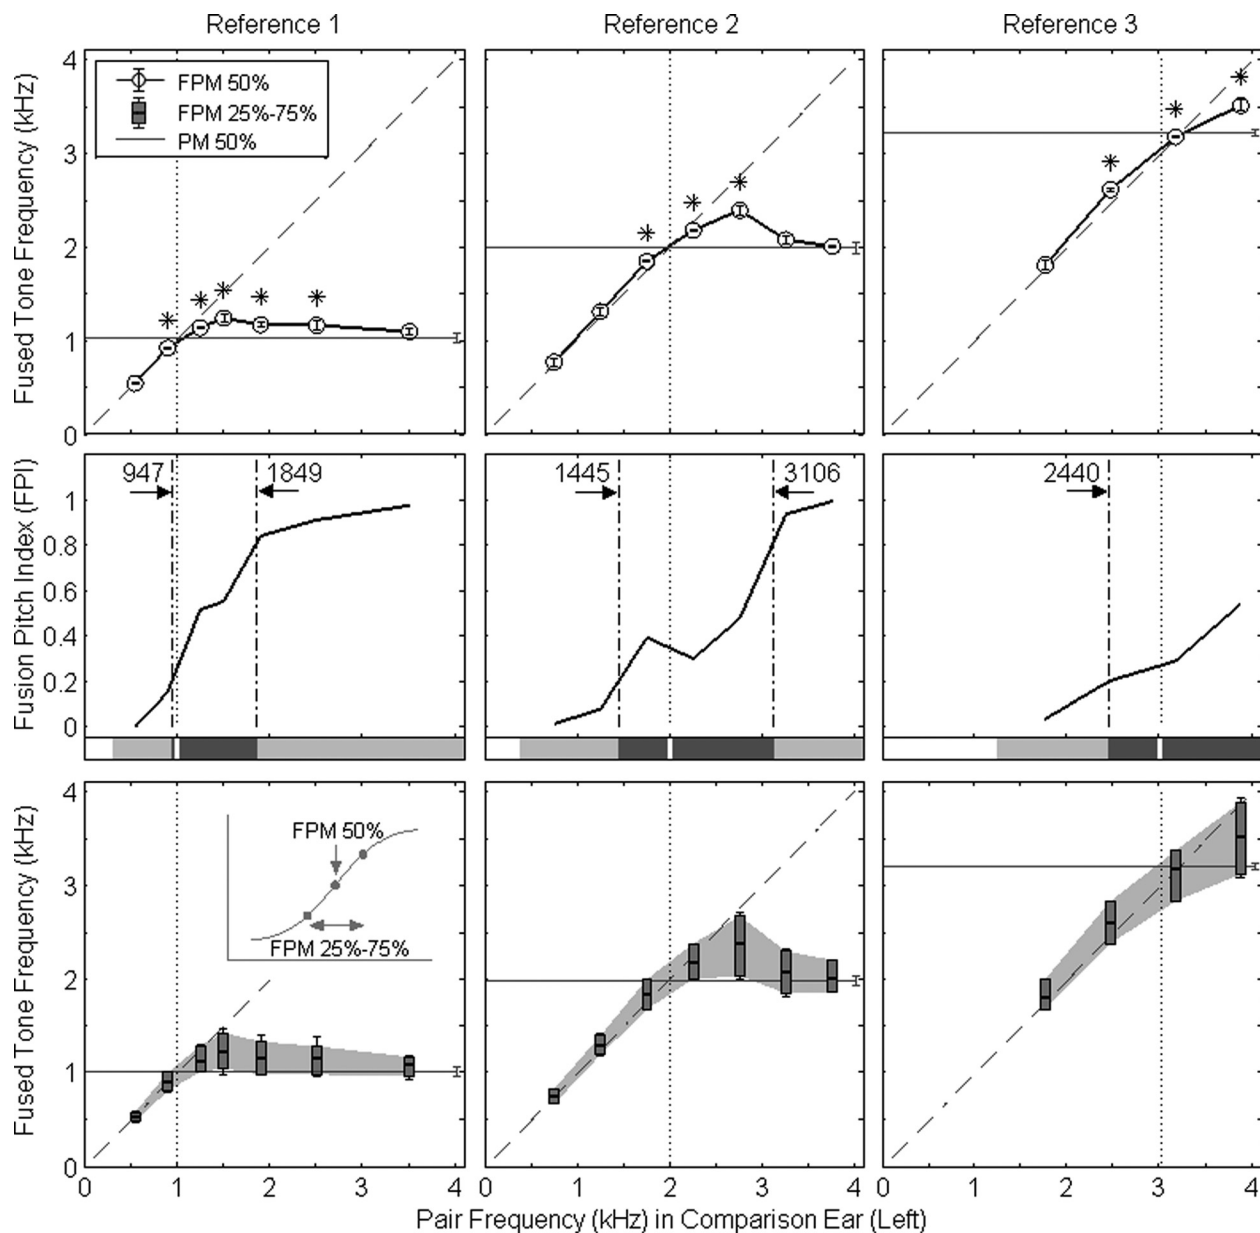 Reference 1
Reference 2
Reference 3
Fused Tone Frequency (kHz)
4
3
2
1
0
FPM 50%
FPM 25%-75%
PM 50%
*
*
*
*
*
*
*
*
*
*
*
Fusion Pitch Index (FPI)
1
0.8
0.6
0.4
0.2
0
947
1849
1445
3106
2440
Fused Tone Frequency (kHz)
4
3
2
1
0
FPM 50%
FPM 25%-75%
0 1 2 3 4
0 1 2 3 4
0 1 2 3 4
Pair Frequency (kHz) in Comparison Ear (Left)